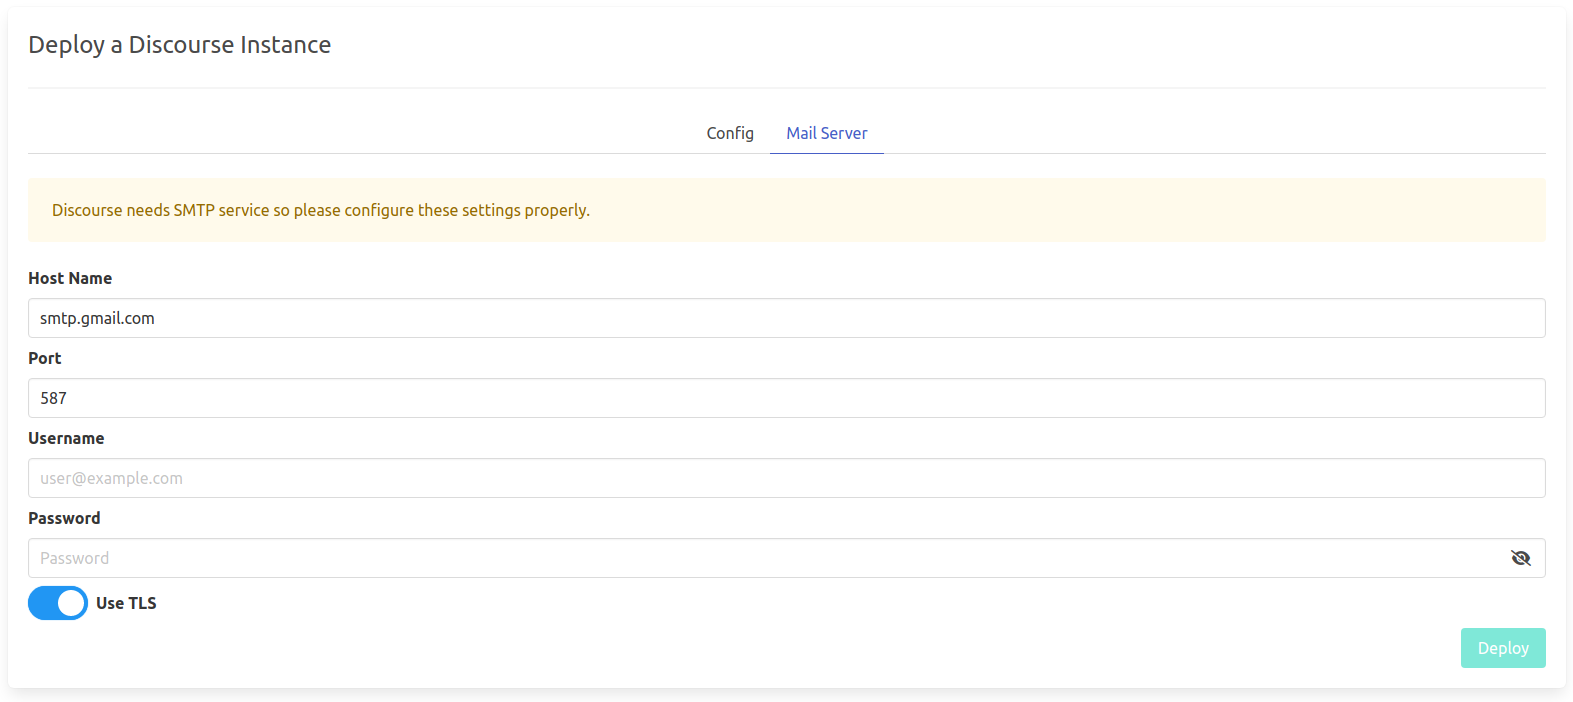 Deploy a Discourse Instance
Config Mail Server
Discourse needs SMTP service so please configure these settings properly.
Host Name
smtp.gmail.com
Port
587
Username
user@example.com
Password
Password
Use TLS
Deploy